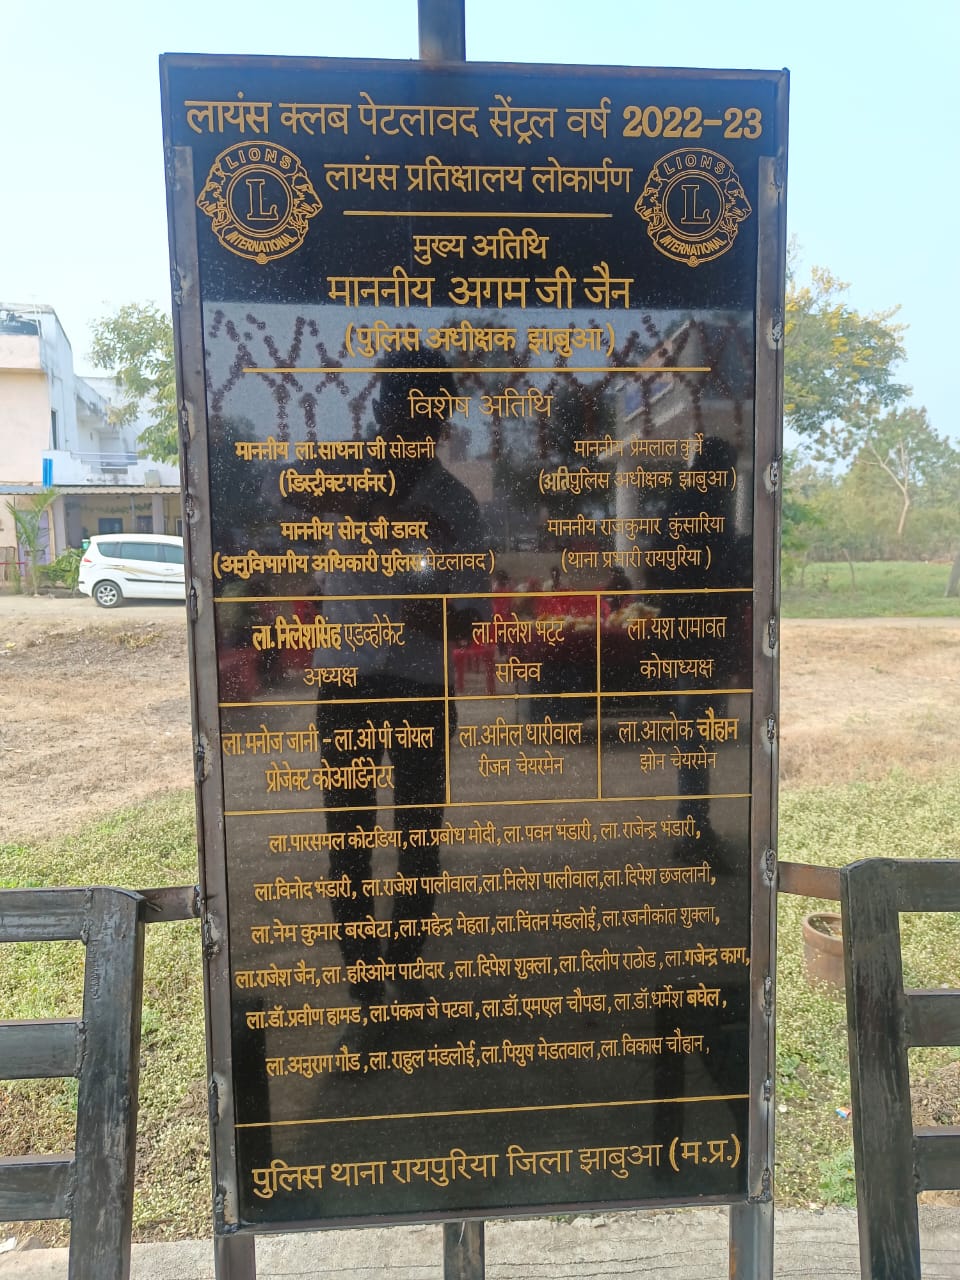 लायंस क्लब पेटलावद सेंट्रल वर्ष 2022-23
लायंस प्रतिक्षालय लोकार्पण
LIONS
L
INTERNATIONAL
LIONS
L
INTERNATIONAL
मुख्य अतिथि
माननीय अगम जी जैन
(पुलिस अधीक्षक झाबुआ)
विशेष अतिथि
माननीय ला.साधना जी सोडानी
(डिस्ट्रीक्ट गर्वनर)
माननीय प्रेमलाल कुर्वे
(अतिपुलिस अधीक्षक झाबुआ)
माननीय सोनू जी डावर
(अनुविभागीय अधिकारी पुलिस पेटलावद)
माननीय राजकुमार कुंसारिया
(थाना प्रभारी रायपुरिया)
ला.निलेशसिंह एडव्होकेट
अध्यक्ष
ला.निलेश भट्ट
सचिव
ला.यश रामावत
कोषाध्यक्ष
ला.मनोज जानी - ला.ओ पी चोयल
प्रोजेक्ट कोआर्डिनेटर
ला.अनिल धारीवाल
रीजन चेयरमेन
ला.आलोक चौहान
झोन चेयरमेन
ला.पारसमल कोटडिया, ला.प्रबोध मोदी, ला.पवन भंडारी, ला. राजेन्द्र भंडारी,
ला.विनोद भंडारी, ला.राजेश पालीवाल, ला.निलेश पालीवाल, ला.दिपेश छजलानी,
ला.नेम कुमार बरबेटा, ला.महेन्द्र मेहता, ला.चिंतन मंडलोई, ला.रजनीकात शुक्ला,
ला.राजेश जैन, ला.हरिओम पाटीदार, ला.दिपेश शुक्ला, ला.दिलीप राठोड, ला.गजेन्द्र काग,
ला.डॉ.प्रवीण हामड, ला.पंकज जे पटवा, ला.डॉ.एमएल चौपडा, ला.डॉ.धर्मेश बघेल,
ला.अनुराग गौड, ला.राहुल मंडलोई, ला.पियुष मेडतवाल, ला.विकास चौहान,
पुलिस थाना रायपुरिया जिला झाबुआ (म.प्र.)